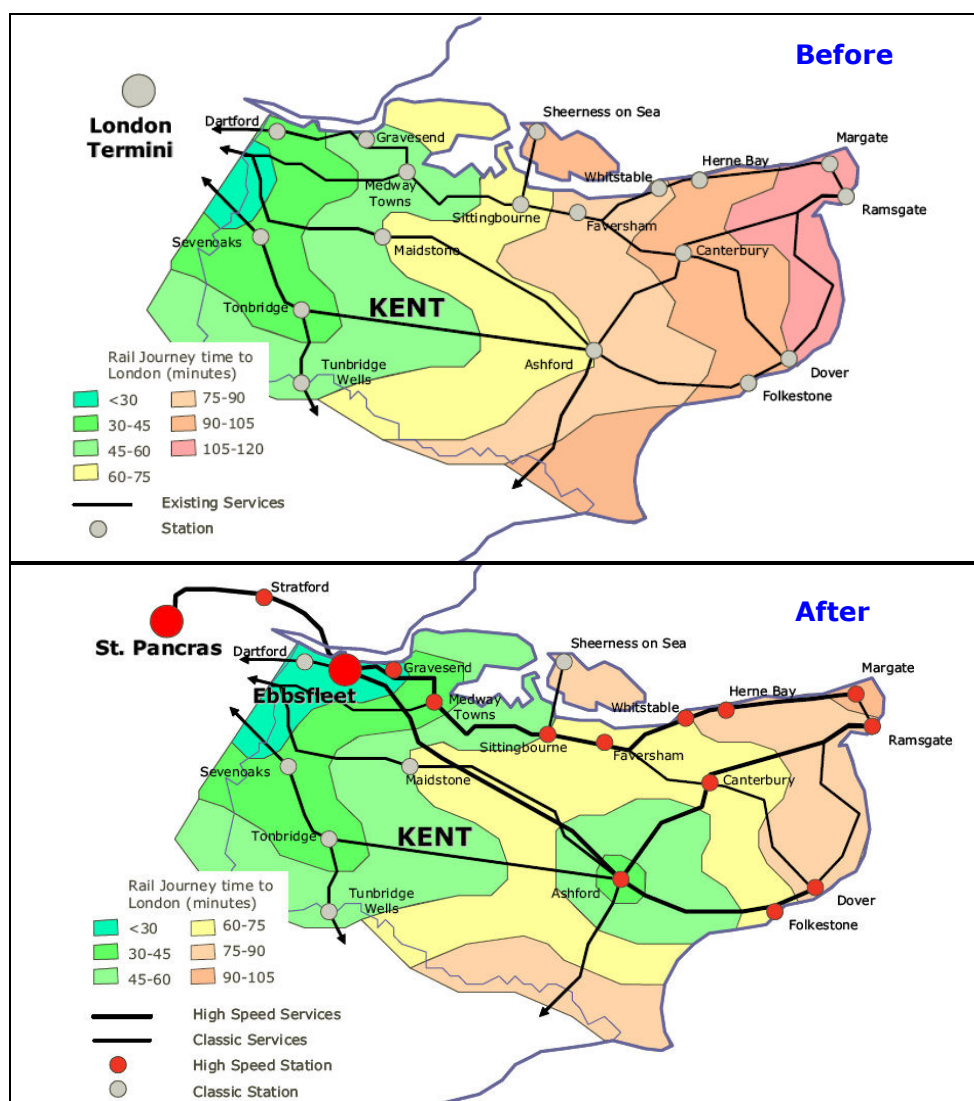 Before
London
Termini
Dartford
Gravesend
Medway
Towns
Sheerness on Sea
Margate
Herne Bay
Whitstable
Ramsgate
Sittingbourne
Faversham
Sevenoaks
Maidstone
Canterbury
KENT
Tonbridge
Tunbridge
Wells
Ashford
Dover
Folkestone
Rail Journey time to
London (minutes)
<30
30-45
45-60
60-75
75-90
90-105
105-120
Existing Services
Station
After
Stratford
St. Pancras
Dartford
Ebbsfleet
Gravesend
Medway
Towns
Sheerness on Sea
Margate
Herne Bay
Whitstable
Ramsgate
Sittingbourne
Faversham
Sevenoaks
Maidstone
Canterbury
KENT
Tonbridge
Tunbridge
Wells
Ashford
Dover
Folkestone
Rail Journey time to
London (minutes)
<30
30-45
45-60
60-75
75-90
90-105
High Speed Services
Classic Services
High Speed Station
Classic Station